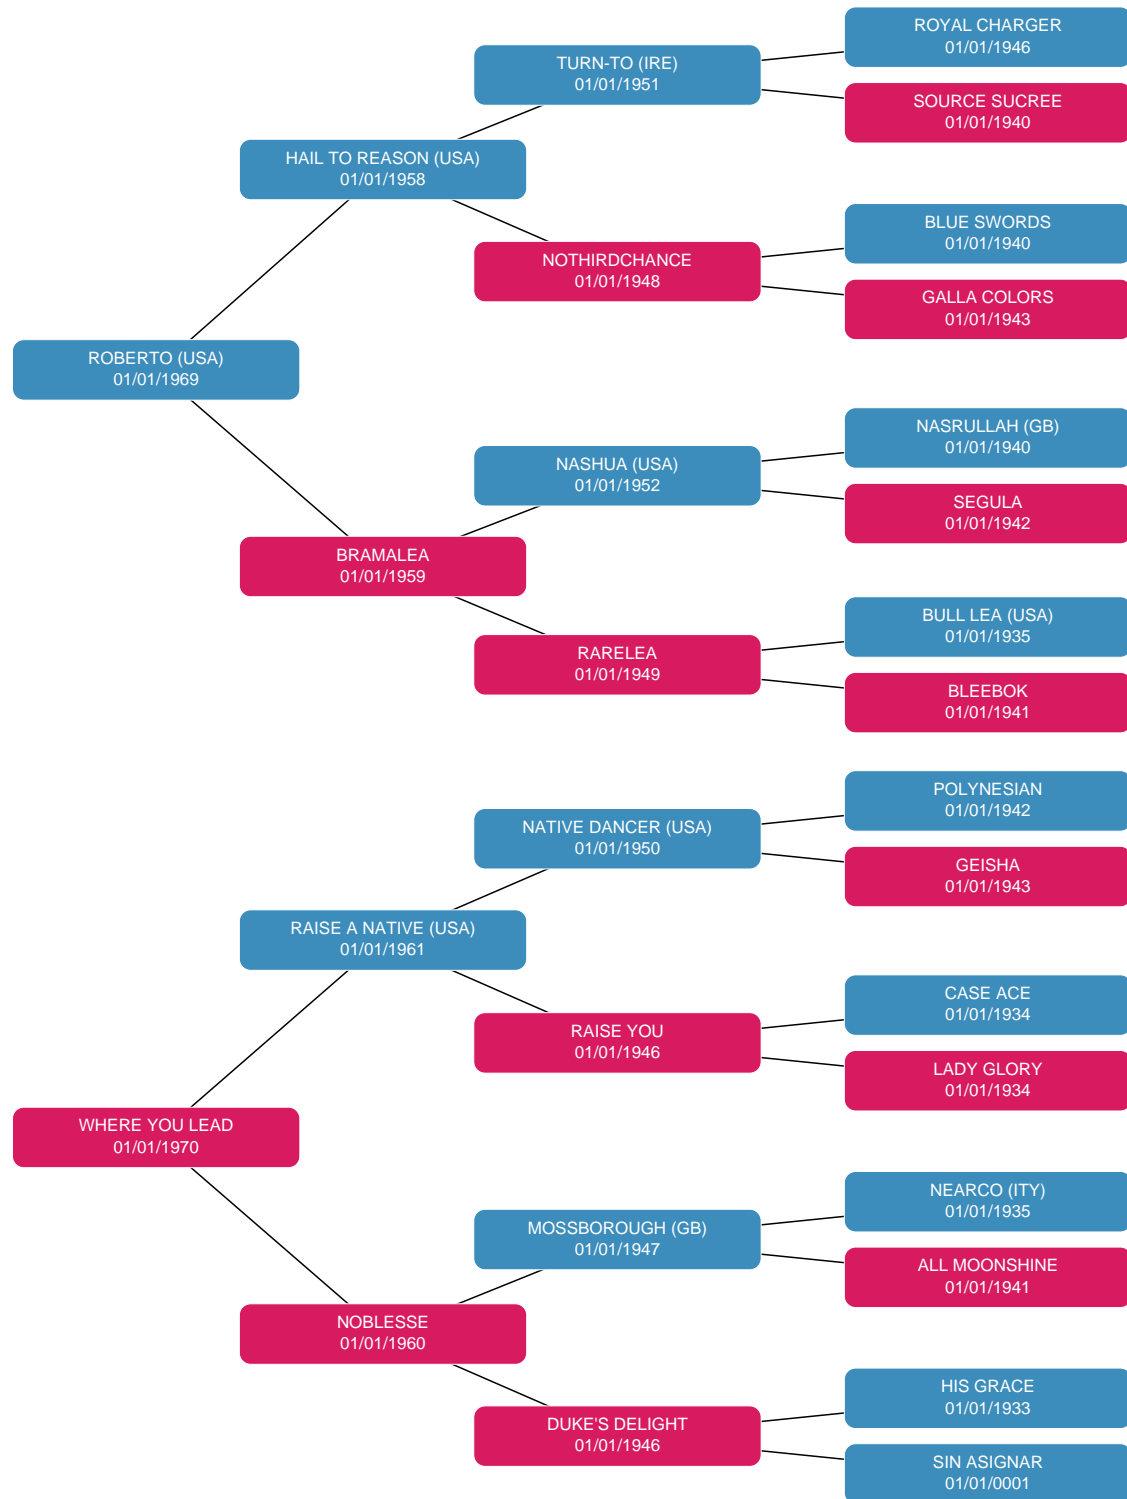 ROYAL CHARGER
01/01/1946
TURN-TO (IRE)
01/01/1951
SOURCE SUCREE
01/01/1940
HAIL TO REASON (USA)
01/01/1958
BLUE SWORDS
01/01/1940
NOTHIRDCHANCE
01/01/1948
GALLA COLORS
01/01/1943
ROBERTO (USA)
01/01/1969
NASRULLAH (GB)
01/01/1940
NASHUA (USA)
01/01/1952
SEGULA
01/01/1942
BRAMALEA
01/01/1959
BULL LEA (USA)
01/01/1935
RARELEA
01/01/1949
BLEEBOK
01/01/1941
POLYNESIAN
01/01/1942
NATIVE DANCER (USA)
01/01/1950
GEISHA
01/01/1943
RAISE A NATIVE (USA)
01/01/1961
CASE ACE
01/01/1934
RAISE YOU
01/01/1946
LADY GLORY
01/01/1934
WHERE YOU LEAD
01/01/1970
NEARCO (ITY)
01/01/1935
MOSSBOROUGH (GB)
01/01/1947
ALL MOONSHINE
01/01/1941
NOBLESSE
01/01/1960
HIS GRACE
01/01/1933
DUKE'S DELIGHT
01/01/1946
SIN ASIGNAR
01/01/0001